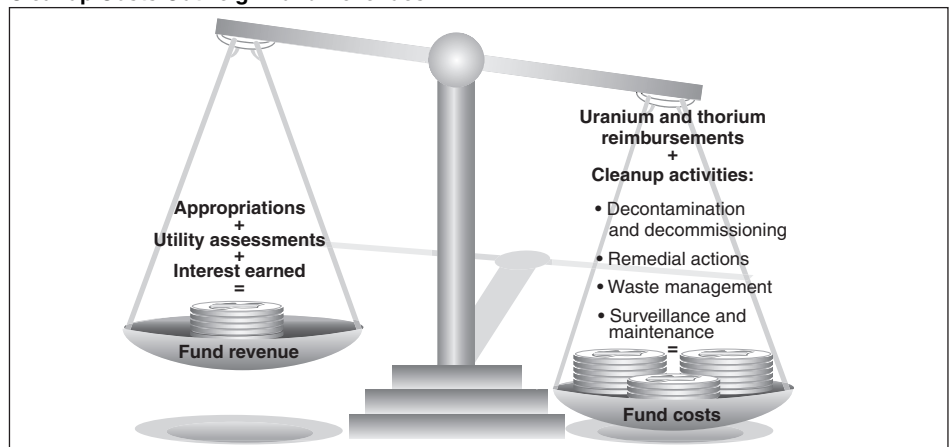 Appropriations
+
Utility assessments
+
Interest earned
=
Fund revenue
Uranium and thorium
reimbursements
+
Cleanup activities:
• Decontamination
and decommissioning
• Remedial actions
• Waste management
• Surveillance and
maintenance
=
Fund costs